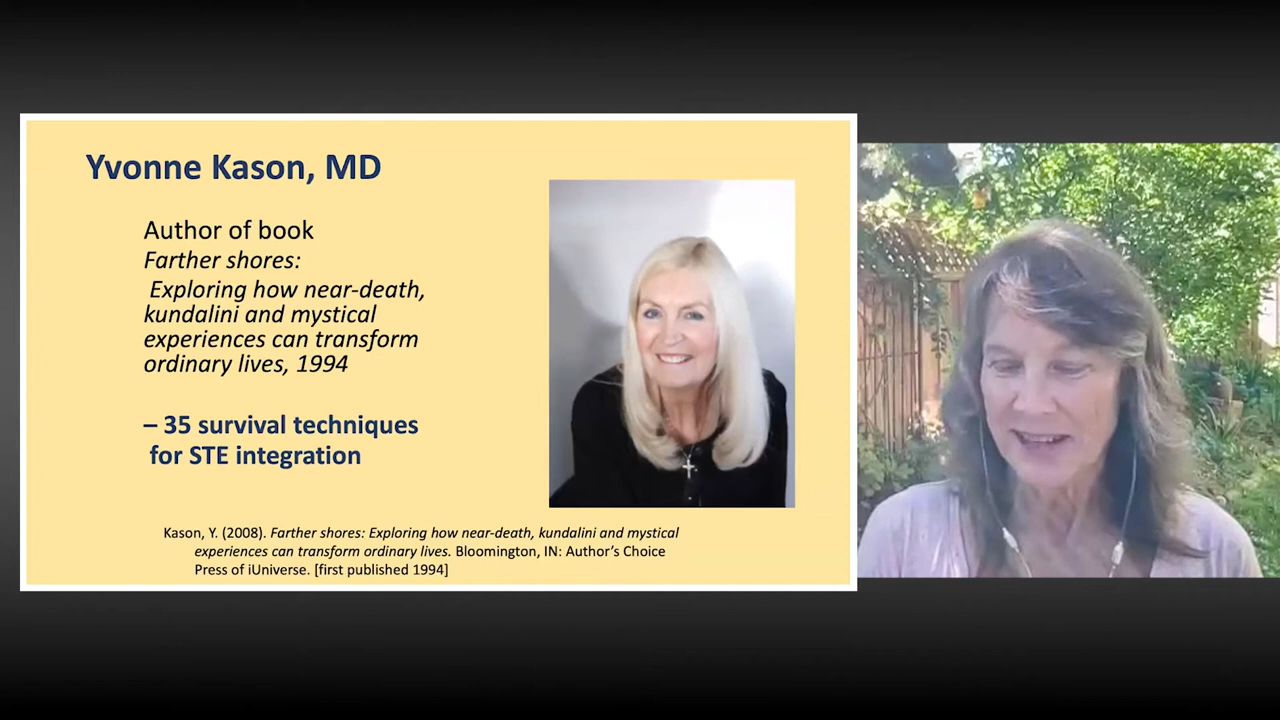 Yvonne Kason, MD
Author of book
Farther shores:
Exploring how near-death,
kundalini and mystical
experiences can transform
ordinary lives, 1994
– 35 survival techniques
for STE integration
Kason, Y. (2008). Farther shores: Exploring how near-death, kundalini and mystical
experiences can transform ordinary lives. Bloomington, IN: Author's Choice
Press of iUniverse. [first published 1994]